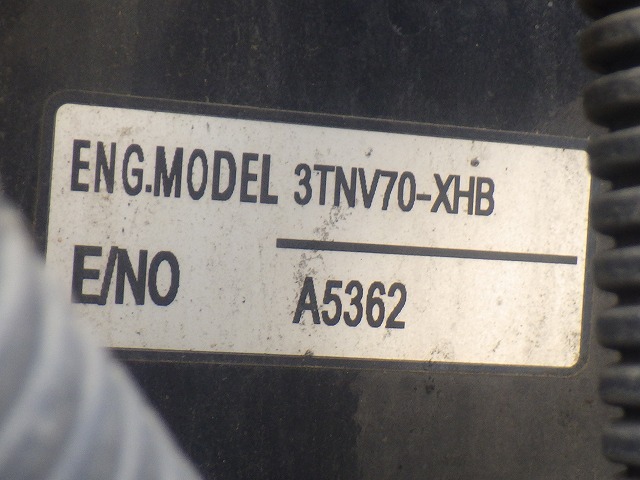 ENG.MODEL 3TNV70-XHB
E/NO A5362